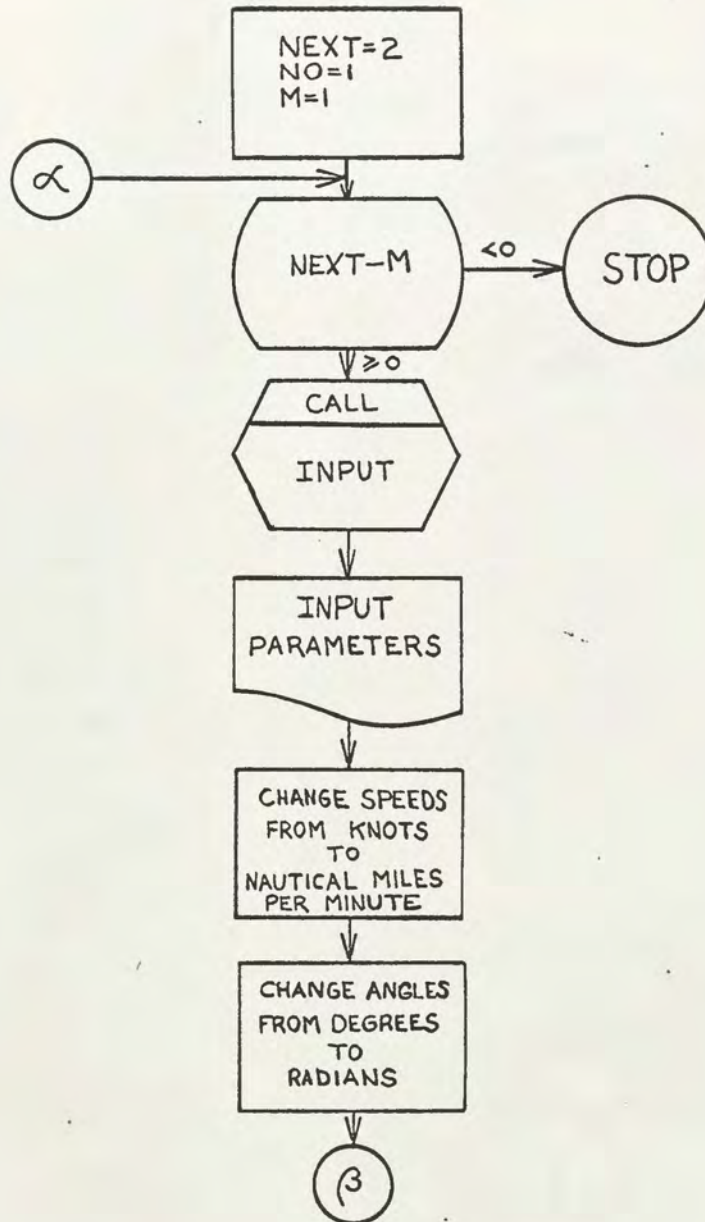 NEXT=2
NO=1
M=1
α
NEXT-M
<0
STOP
≥0
CALL
INPUT
INPUT
PARAMETERS
CHANGE SPEEDS
FROM KNOTS
TO
NAUTICAL MILES
PER MINUTE
CHANGE ANGLES
FROM DEGREES
TO
RADIANS
β